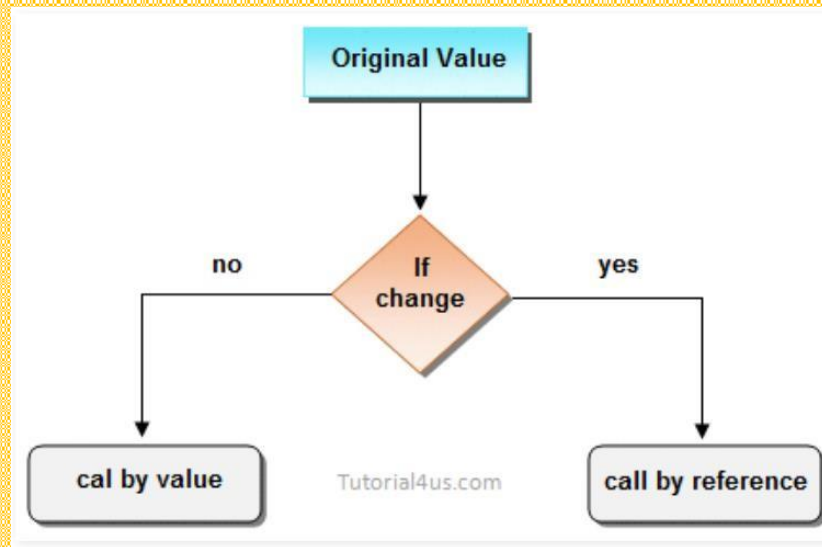 Original Value
If
change
no
yes
cal by value
call by reference
Tutorial4us.com